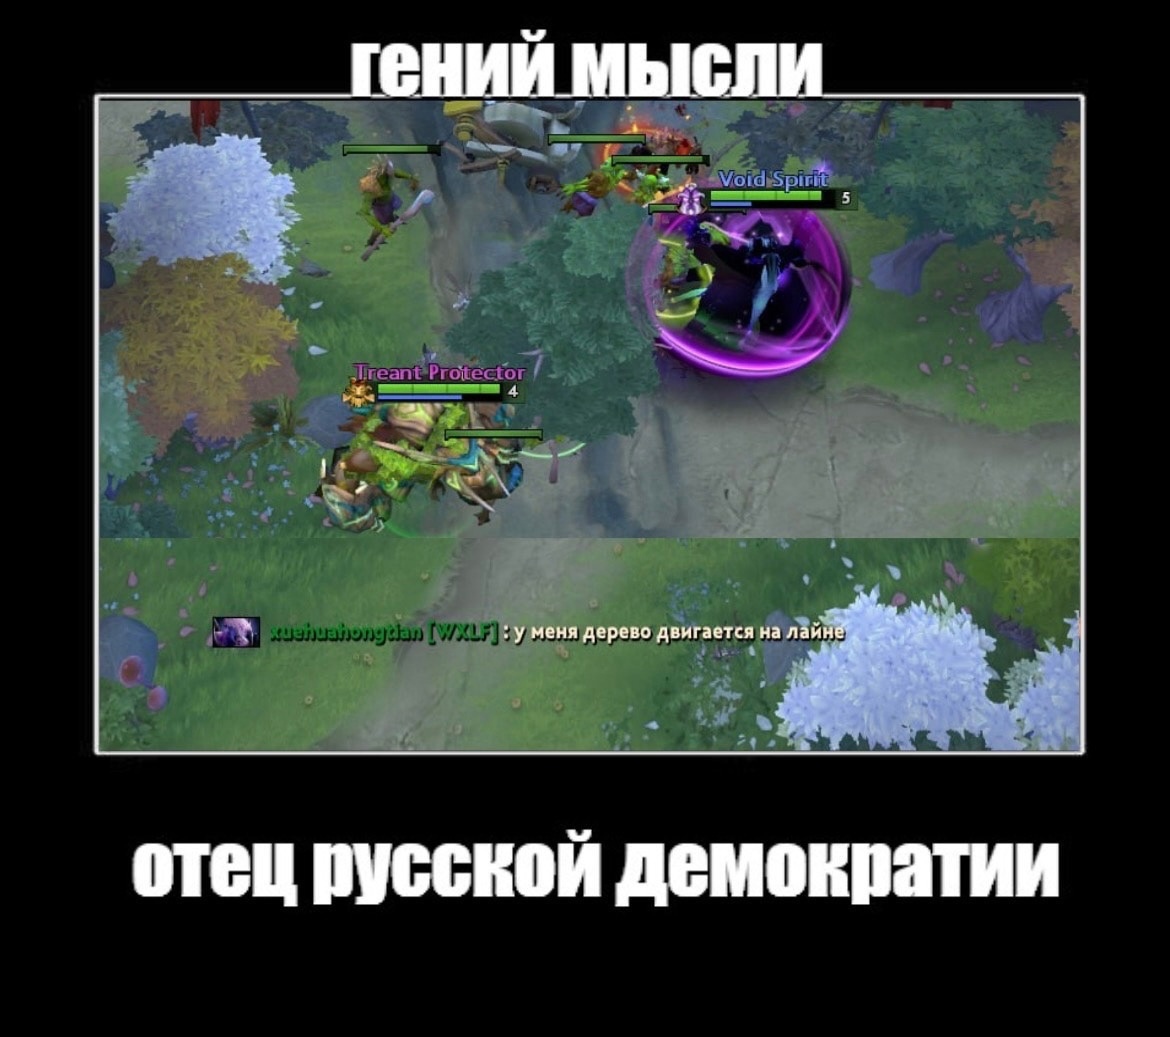 гений мысли
Void Spirit
5
Treant Protector
4
xuehuahongtian [WXLF] : у меня дерево двигается на лайне
отец русской демократии